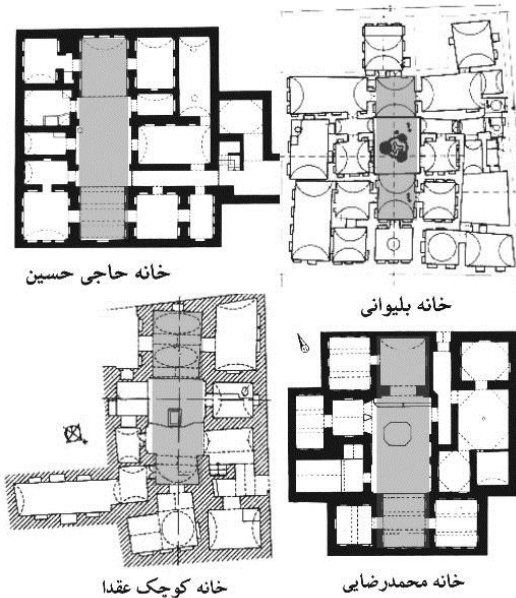 خانه حاجی حسین
خانه بلیوانی
خانه کوچک عقدا
خانه محمدرضایی